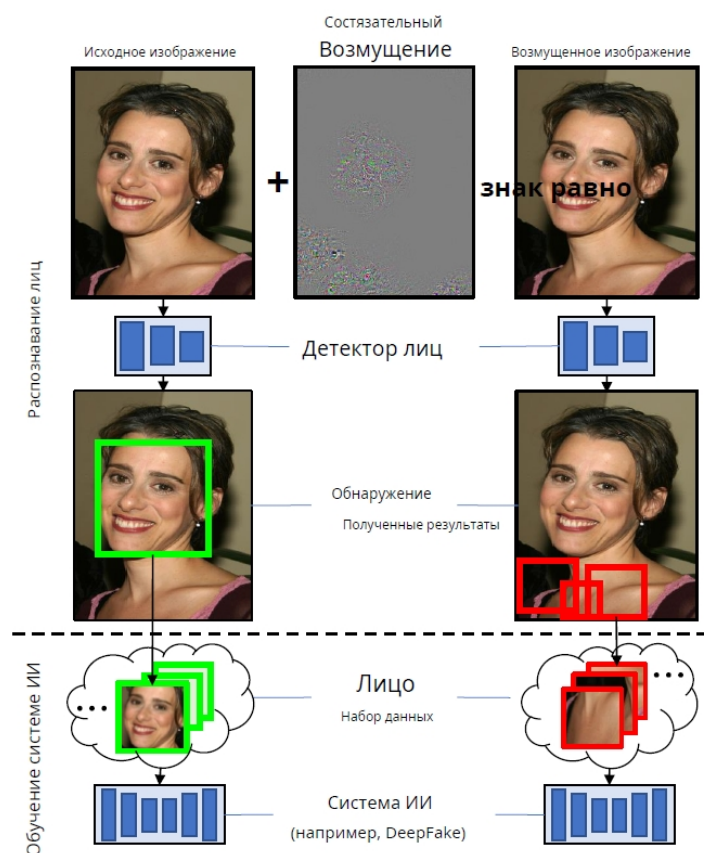 Состязательный
Исходное изображение
Возмущение
Возмущенное изображение
+
знак равно
Распознавание лиц
Детектор лиц
Обнаружение
Полученные результаты
Обучение системе ИИ
...
Лицо
...
Набор данных
Система ИИ
(например, DeepFake)